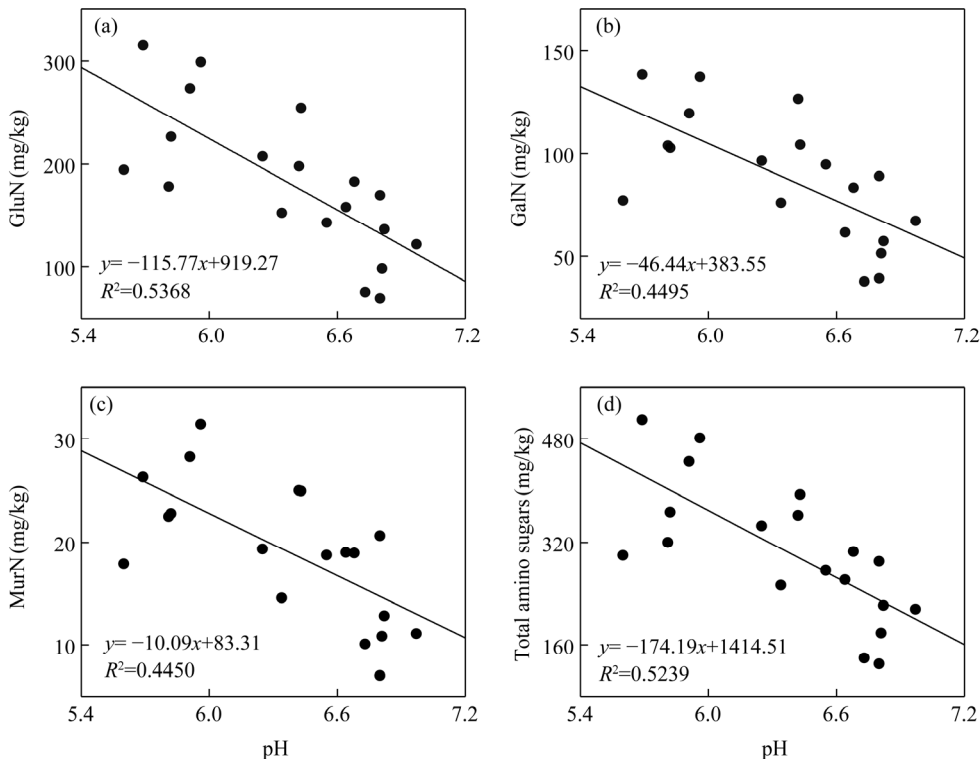 (a)
GluN (mg/kg)
300
200
100
y= −115.77x+919.27
R²=0.5368
5.4 6.0 6.6 7.2
(b)
GalN (mg/kg)
150
100
50
y= −46.44x+383.55
R²=0.4495
5.4 6.0 6.6 7.2
(c)
MurN (mg/kg)
30
20
10
y= −10.09x+83.31
R²=0.4450
5.4 6.0 6.6 7.2
pH
(d)
Total amino sugars (mg/kg)
480
320
160
y= −174.19x+1414.51
R²=0.5239
5.4 6.0 6.6 7.2
pH